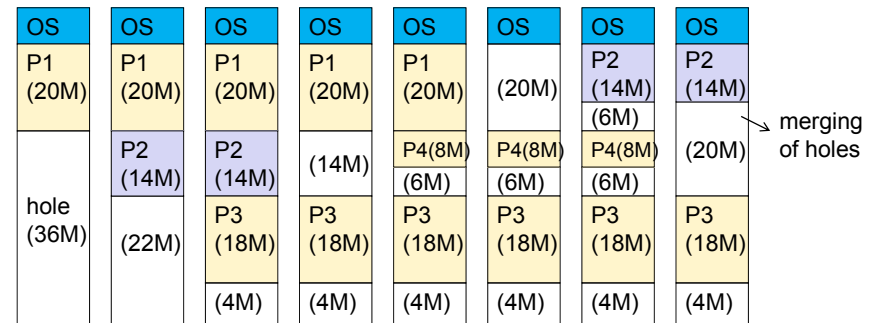 OS
P1
(20M)
hole
(36M)
OS
P1
(20M)
P2
(14M)
(22M)
OS
P1
(20M)
P2
(14M)
P3
(18M)
(4M)
OS
P1
(20M)
(14M)
P3
(18M)
(4M)
OS
P1
(20M)
P4(8M)
(6M)
P3
(18M)
(4M)
OS
(20M)
P4(8M)
(6M)
P3
(18M)
(4M)
OS
P2
(14M)
(6M)
P4(8M)
(6M)
P3
(18M)
(4M)
OS
P2
(14M)
(20M)
P3
(18M)
(4M)
merging
of holes